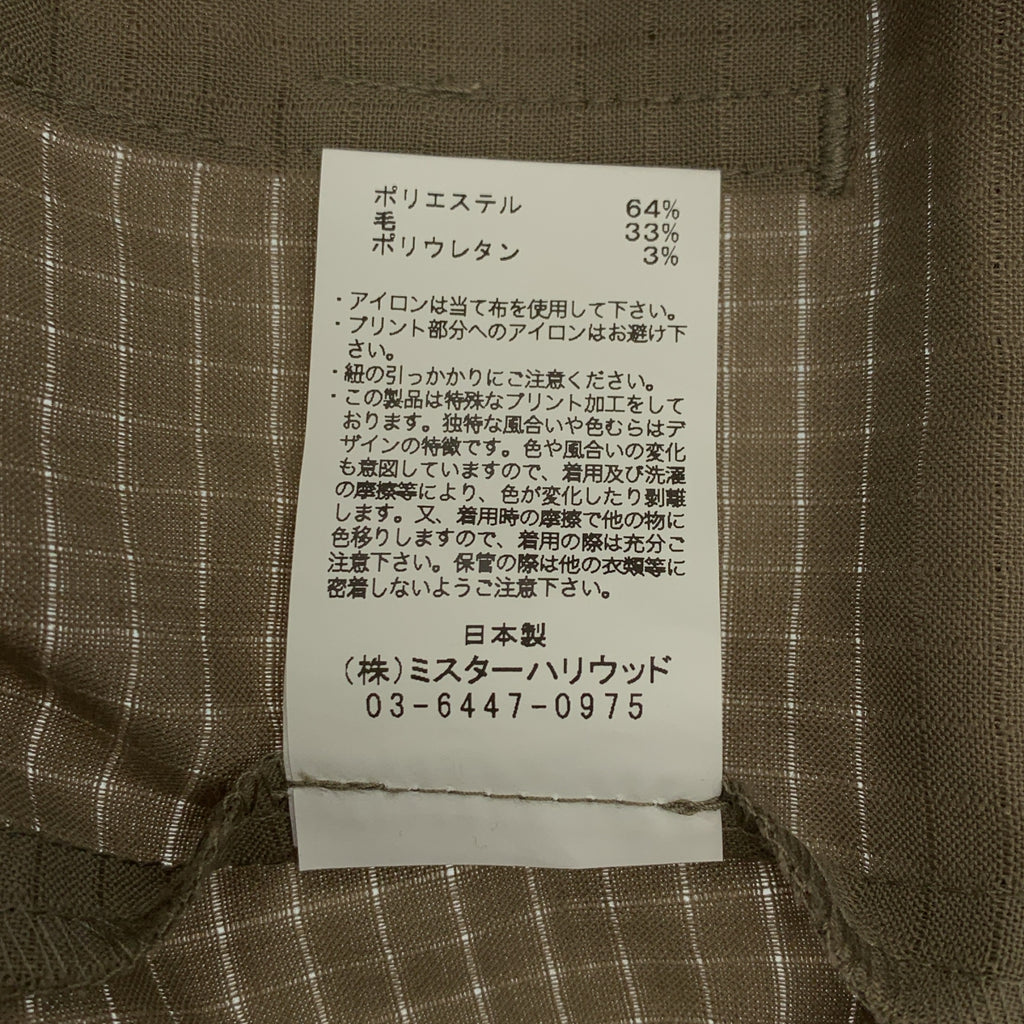 ポリエステル 64%
毛 33%
ポリウレタン 3%
・アイロンは当て布を使用して下さい。
・プリント部分へのアイロンはお避け下
さい。
・紐の引っかかりにご注意ください。
・この製品は特殊なプリント加工をして
おります。独特な風合いや色むらはデ
ザインの特徴です。色や風合いの変化
も意図していますので、着用及び洗濯
の摩擦等により、色が変化したり剥離
します。又、着用時の摩擦で他の物に
色移りしますので、着用の際は充分ご
注意下さい。保管の際は他の衣類等に
密着しないようご注意下さい。
日本製
(株)ミスターハリウッド
03-6447-0975